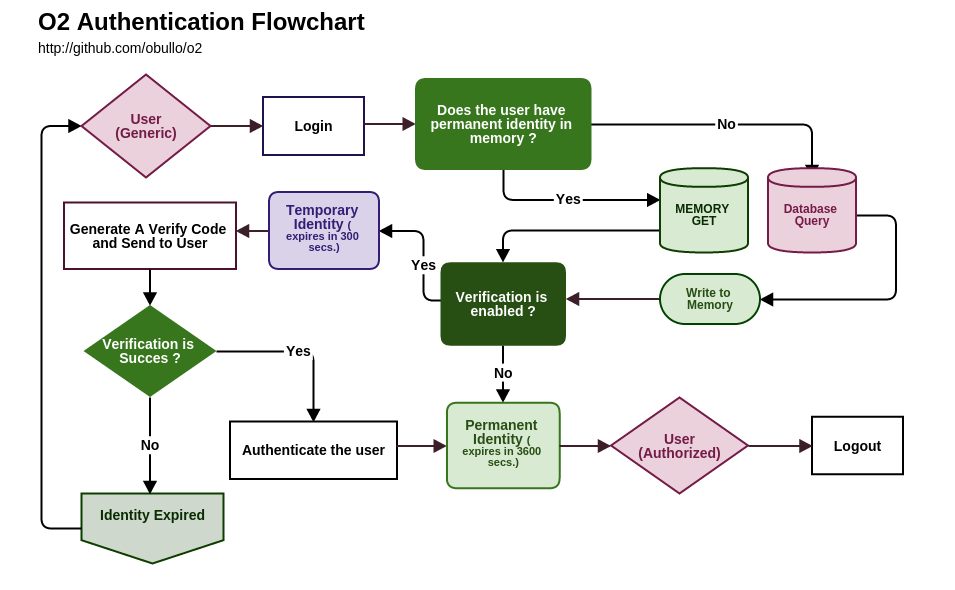 O2 Authentication Flowchart
http://github.com/obullo/o2
User
(Generic)
Login
Does the user have
permanent identity in
memory ?
No
Yes
MEMORY
GET
Database
Query
Generate A Verify Code
and Send to User
Temporary
Identity (
expires in 300
secs.)
Yes
Verification is
enabled ?
Write to
Memory
Verification is
Succes ?
Yes
No
No
Authenticate the user
Permanent
Identity (
expires in 3600
secs.)
User
(Authorized)
Logout
Identity Expired